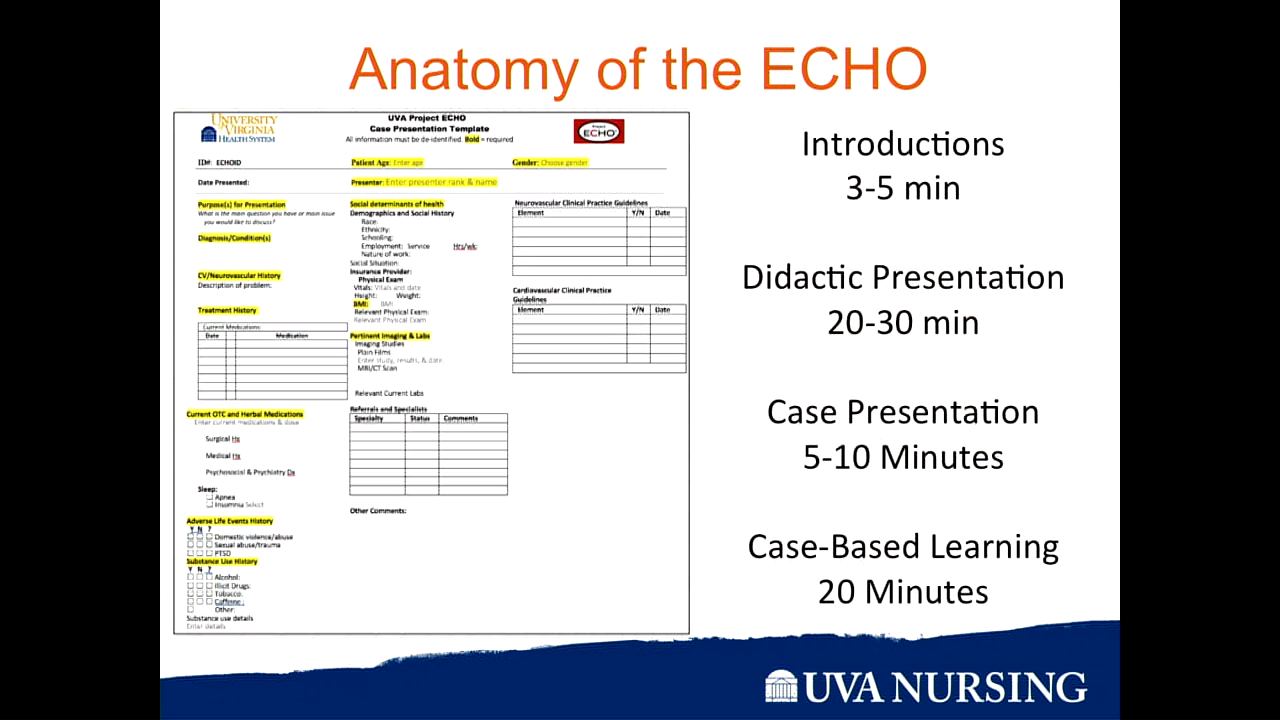 Anatomy of the ECHO
UNIVERSITY
of VIRGINIA
HEALTH SYSTEM
UVA Project ECHO
Case Presentation Template
All information must be de-identified. Bold = required
Project
ECHO
ID#: ECHOID
Patient Age: Enter age
Gender: Choose gender
Date Presented:
Presenter: Enter presenter rank & name
Purpose(s) for Presentation
What is the main question you have or main issue
you would like to discuss?
Diagnosis/Condition(s)
CV/Neurovascular History
Description of problem:
Treatment History
Current Medications:
Date Medication
Current OTC and Herbal Medications
Enter current medications & dose
Surgical Hx
Medical Hx
Psychosocial & Psychiatry Dx
Sleep:
Apnea
Insomnia Select
Adverse Life Events History
Y N ?
Domestic violence/abuse
Sexual abuse/trauma
PTSD
Substance Use History
Y N ?
Alcohol:
Illicit Drugs:
Tobacco:
Caffeine:
Other:
Substance use details
Enter details
Social determinants of health
Demographics and Social History
Race:
Ethnicity:
Schooling:
Employment: Service Hrs/wk:
Nature of work:
Social Situation:
Insurance Provider:
Physical Exam
Vitals: Vitals and date
Height: Weight:
BMI: BMI
Relevant Physical Exam:
Relevant Physical Exam
Pertinent Imaging & Labs
Imaging Studies
Plain Films
Enter study, results, & date.
MRI/CT Scan
Relevant Current Labs
Referrals and Specialists
Specialty Status Comments
Other Comments:
Neurovascular Clinical Practice Guidelines
Element Y/N Date
Cardiovascular Clinical Practice
Guidelines
Element Y/N Date
Introductions
3-5 min
Didactic Presentation
20-30 min
Case Presentation
5-10 Minutes
Case-Based Learning
20 Minutes
UVA NURSING